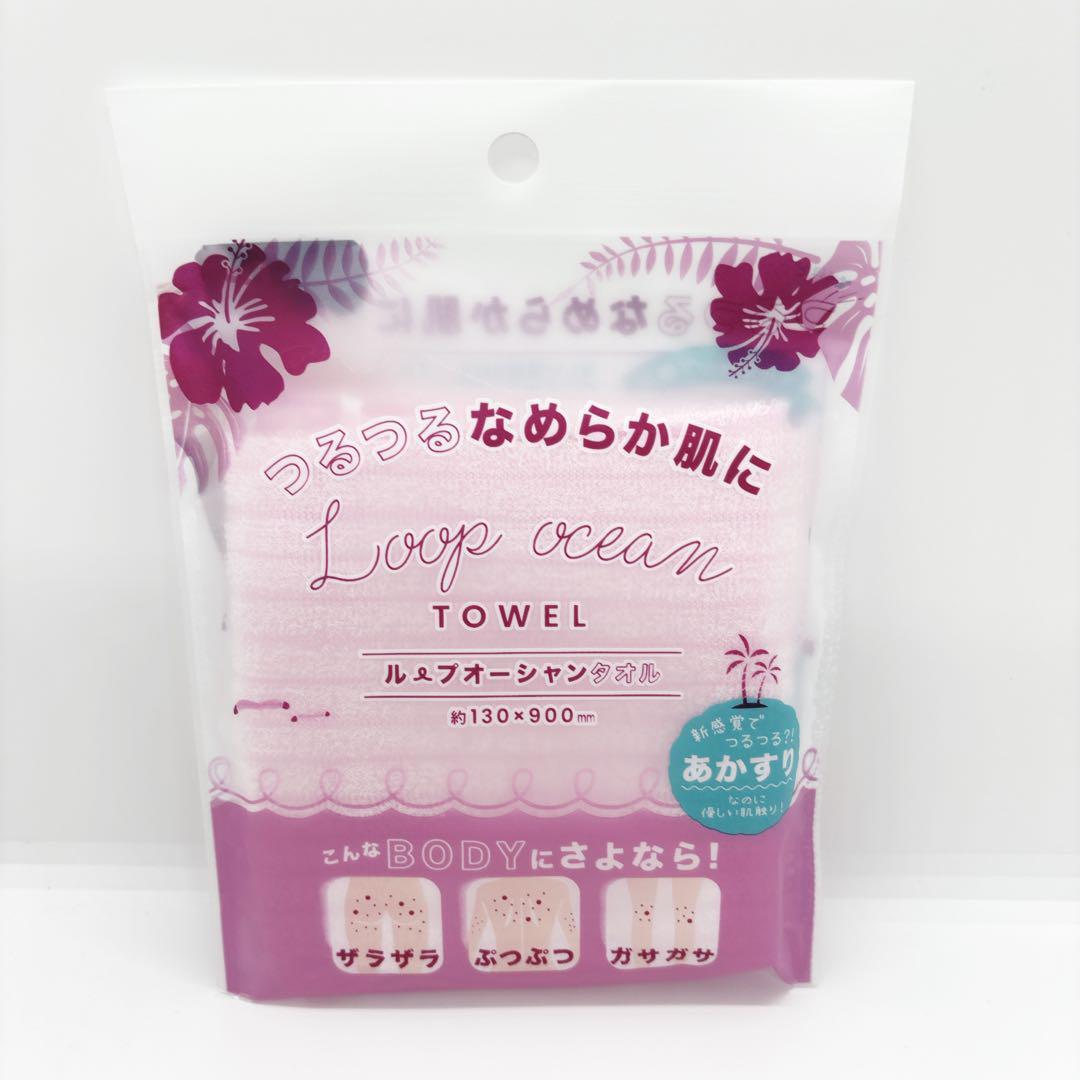 つるつるなめらか肌に
Loop ocean
TOWEL
ループオーシャンタオル
約130×900mm
新感覚で
つるつる?!
あかすり
なのに
優しい肌触り!
こんなBODYにさよなら!
ザラザラ
ぷつぷつ
ガサガサ